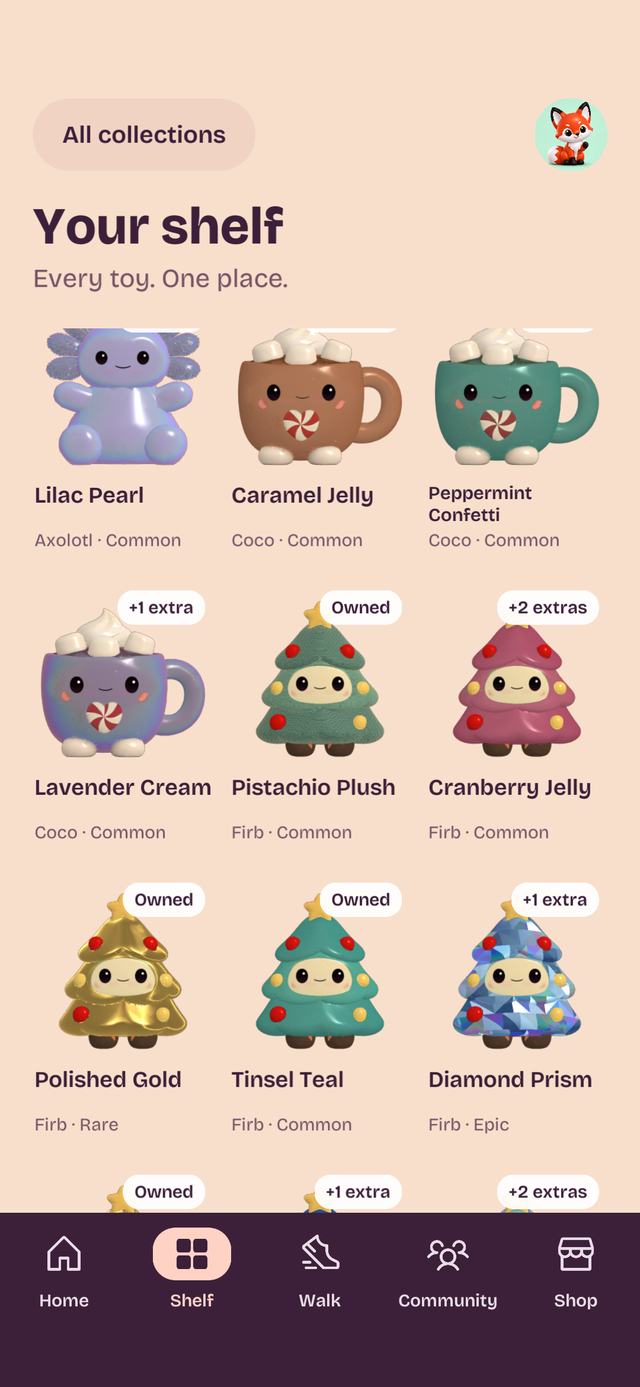 All collections
Your shelf
Every toy. One place.
Lilac Pearl
Caramel Jelly
Peppermint
Confetti
Axolotl · Common
Coco · Common
Coco · Common
+1 extra
Owned
+2 extras
Lavender Cream
Pistachio Plush
Cranberry Jelly
Coco · Common
Firb · Common
Firb · Common
Owned
Owned
+1 extra
Polished Gold
Tinsel Teal
Diamond Prism
Firb · Rare
Firb · Common
Firb · Epic
Owned
+1 extra
+2 extras
Home
Shelf
Walk
Community
Shop